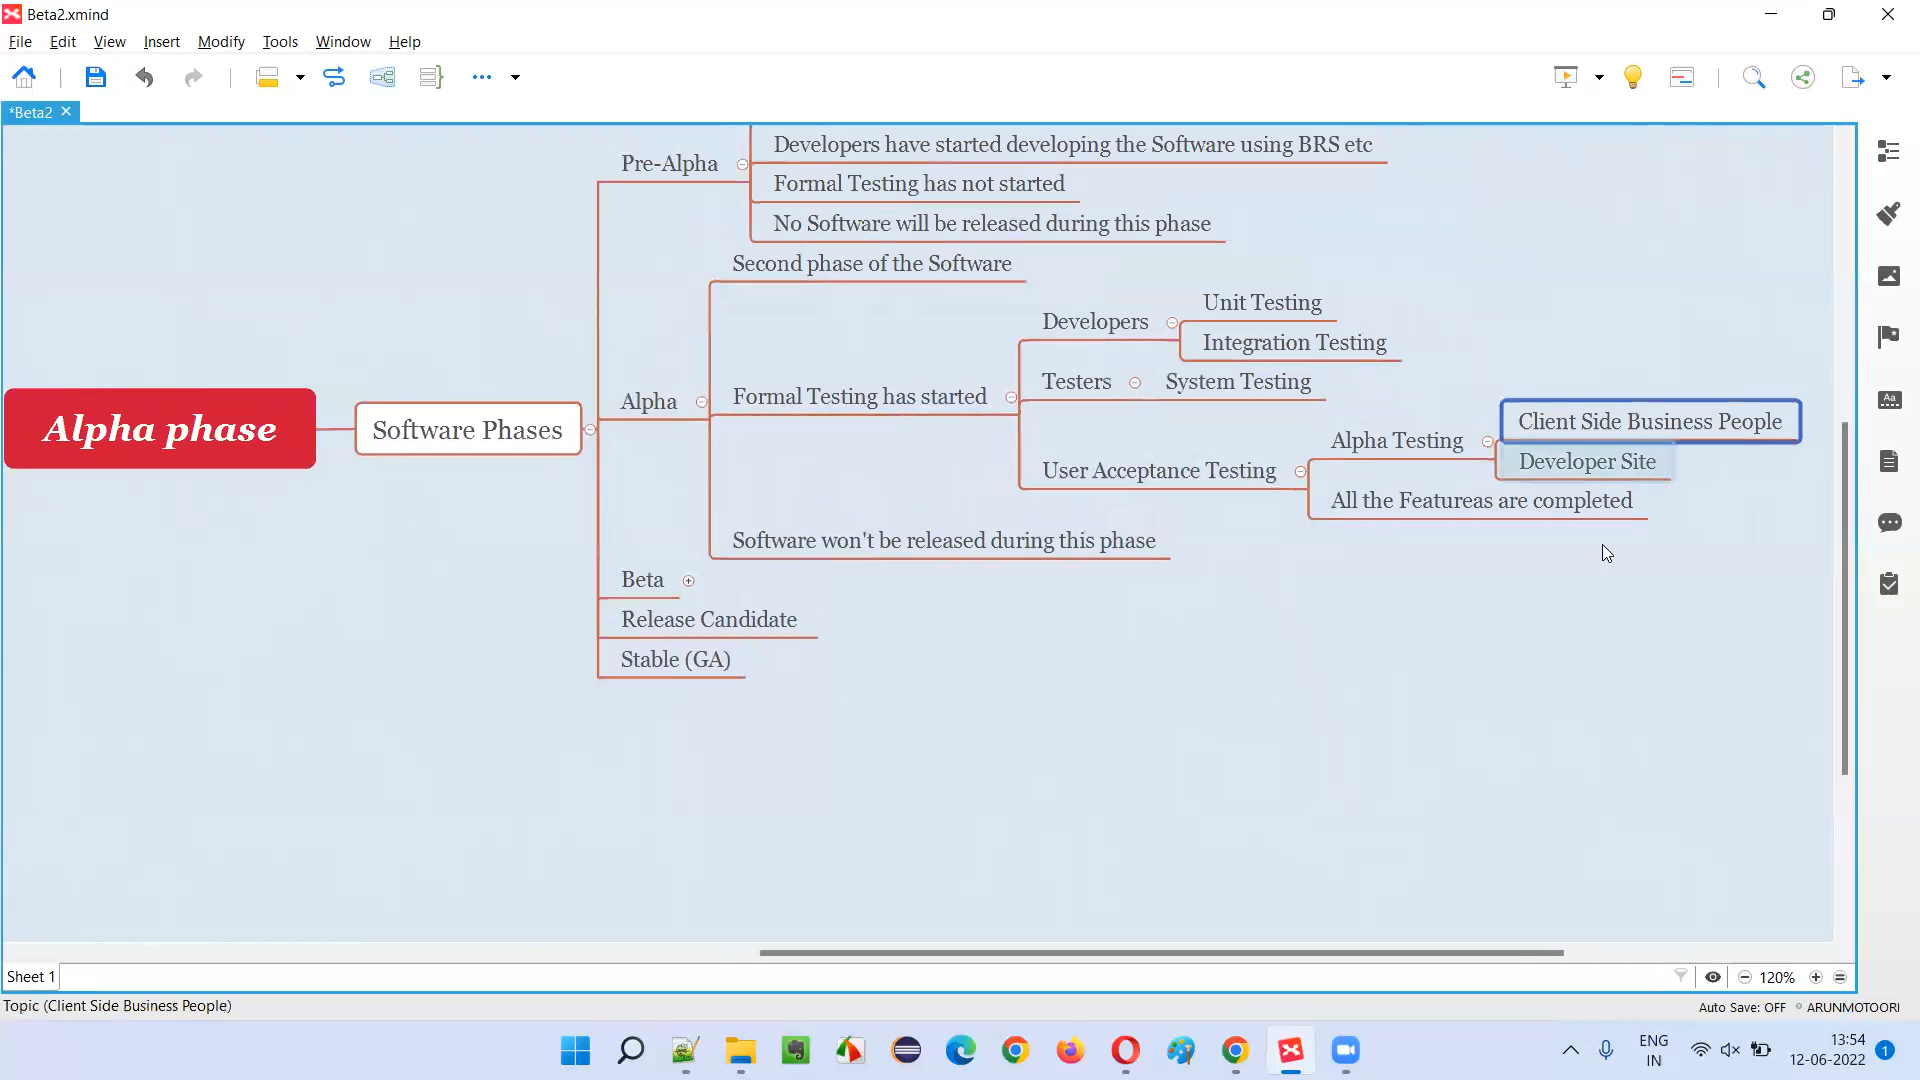 Beta2.xmind
File Edit View Insert Modify Tools Window Help
*Beta2
Developers have started developing the Software using BRS etc
Pre-Alpha
Formal Testing has not started
No Software will be released during this phase
Second phase of the Software
Unit Testing
Developers
Integration Testing
Testers
System Testing
Alpha
Formal Testing has started
Client Side Business People
Alpha phase
Software Phases
Alpha Testing
Developer Site
User Acceptance Testing
All the Featureas are completed
Software won't be released during this phase
Beta
Release Candidate
Stable (GA)
Aa
Sheet 1
120%
Topic (Client Side Business People)
Auto Save: OFF
ARUNMOTOORI
ENG
IN
13:54
12-06-2022
1